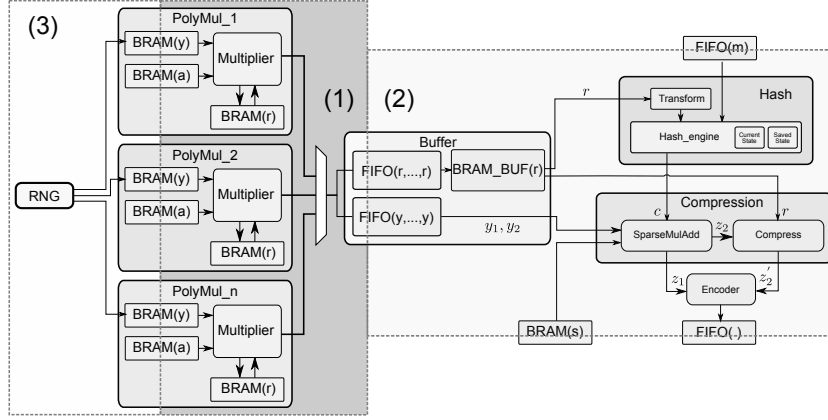 (3)
PolyMul_1
BRAM(y)
BRAM(a)
Multiplier
BRAM(r)
PolyMul_2
BRAM(y)
BRAM(a)
Multiplier
BRAM(r)
PolyMul_n
BRAM(y)
BRAM(a)
Multiplier
BRAM(r)
RNG
(1)
(2)
Buffer
FIFO(r,...,r)
BRAM_BUF(r)
FIFO(y,...,y)
y₁, y₂
r
FIFO(m)
Hash
Transform
Hash_engine
Current
State
Saved
State
Compression
c
r
SparseMulAdd
z₂
Compress
z₁
z₂′
Encoder
BRAM(s)
FIFO(.)